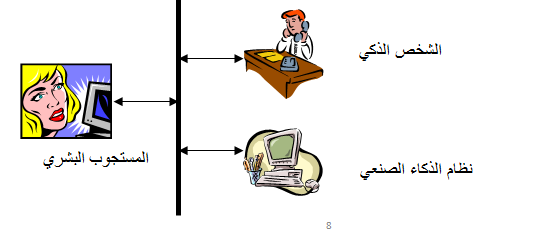 الشخص الذكي
المستجوب البشري
نظام الذكاء الصنعي
8